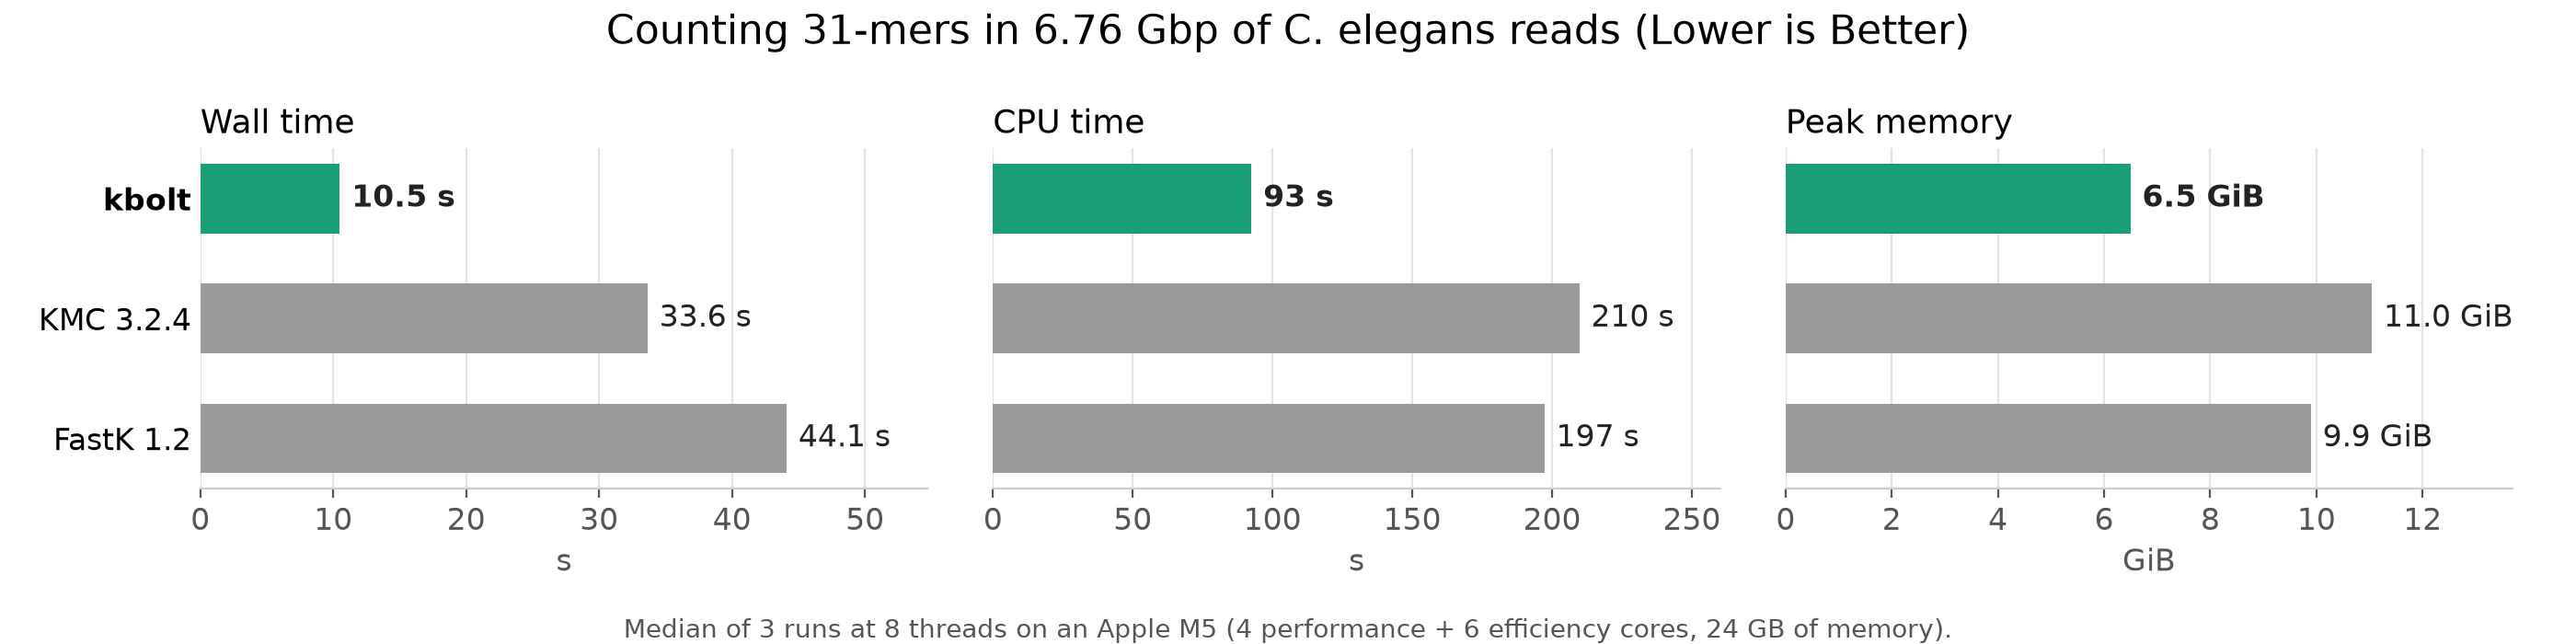 Counting 31-mers in 6.76 Gbp of C. elegans reads (Lower is Better)
Wall time
kbolt
10.5 s
KMC 3.2.4
33.6 s
FastK 1.2
44.1 s
0 10 20 30 40 50
s
CPU time
93 s
210 s
197 s
0 50 100 150 200 250
s
Peak memory
6.5 GiB
11.0 GiB
9.9 GiB
0 2 4 6 8 10 12
GiB
Median of 3 runs at 8 threads on an Apple M5 (4 performance + 6 efficiency cores, 24 GB of memory).